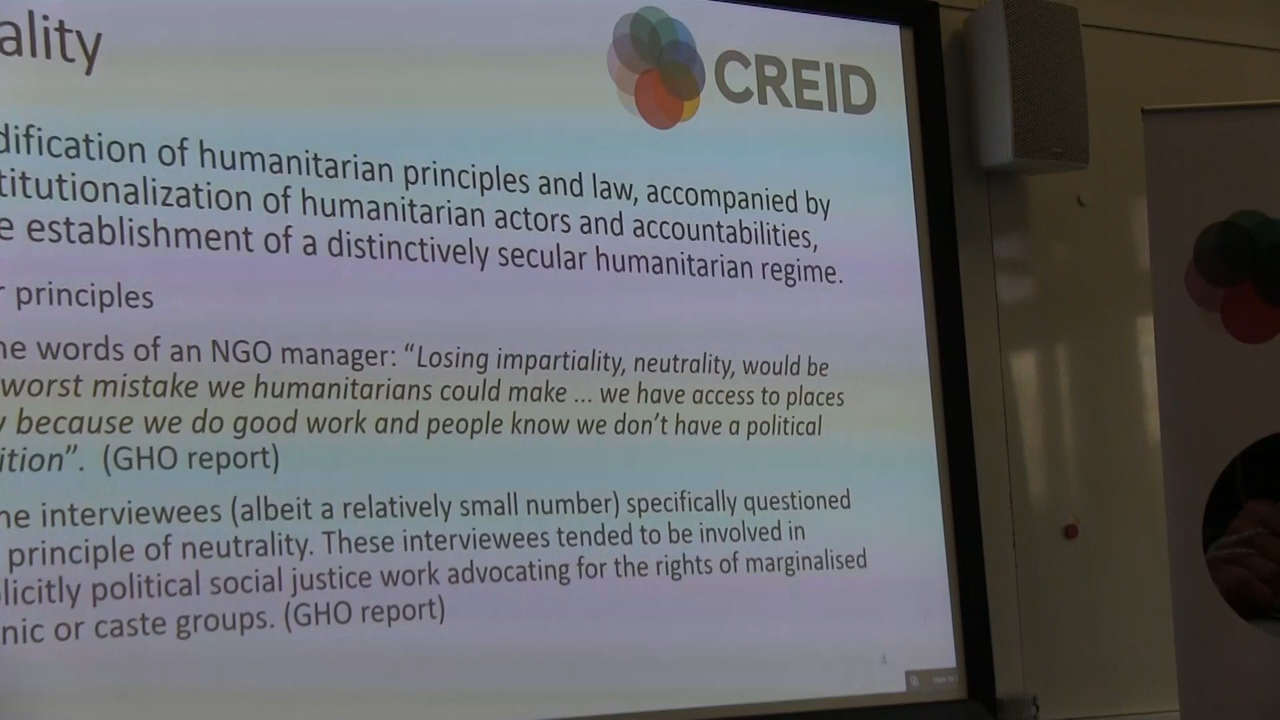 ality
CREID
dification of humanitarian principles and law, accompanied by
titutionalization of humanitarian actors and accountabilities,
e establishment of a distinctively secular humanitarian regime.
r principles
he words of an NGO manager: “Losing impartiality, neutrality, would be
worst mistake we humanitarians could make ... we have access to places
y because we do good work and people know we don’t have a political
ition”. (GHO report)
ne interviewees (albeit a relatively small number) specifically questioned
principle of neutrality. These interviewees tended to be involved in
plicitly political social justice work advocating for the rights of marginalised
nic or caste groups. (GHO report)